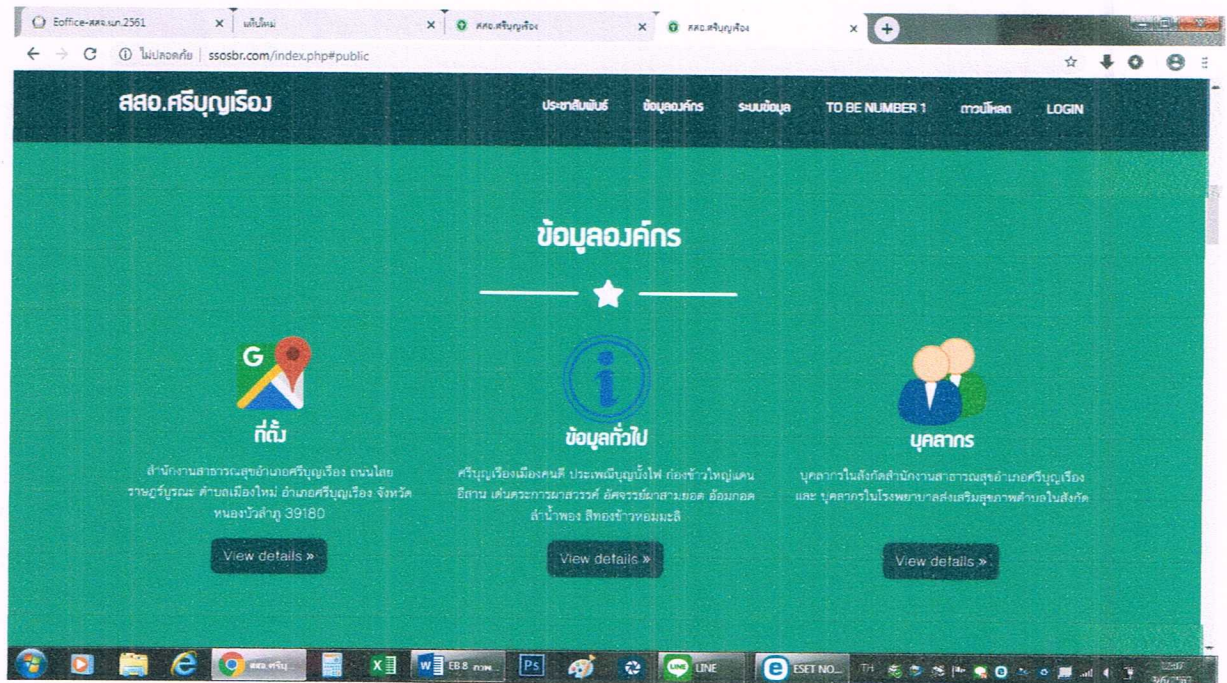 Eoffice-สสจ.นภ.2561
แท็บใหม่
สสอ.ศรีบุญเรือง
สสอ.ศรีบุญเรือง
ไม่ปลอดภัย | ssosbr.com/index.php#public
สสอ.ศรีบุญเรือง
ประชาสัมพันธ์
ข้อมูลองค์กร
ระบบข้อมูล
TO BE NUMBER 1
ดาวน์โหลด
LOGIN
ข้อมูลองค์กร
ที่ตั้ง
สำนักงานสาธารณสุขอำเภอศรีบุญเรือง ถนนไสย
ราษฎร์บูรณะ ตำบลเมืองใหม่ อำเภอศรีบุญเรือง จังหวัด
หนองบัวลำภู 39180
View details »
ข้อมูลทั่วไป
ศรีบุญเรืองเมืองคนดี ประเพณีบุญบั้งไฟ ก่องข้าวใหญ่แดน
อีสาน เด่นตระการผาสวรรค์ อัศจรรย์ผาสามยอด อ้อมกอด
ลำน้ำพอง สีทองข้าวหอมมะลิ
View details »
บุคลากร
บุคลากรในสังกัดสำนักงานสาธารณสุขอำเภอศรีบุญเรือง
และ บุคลากรในโรงพยาบาลส่งเสริมสุขภาพตำบลในสังกัด
View details »
สสอ.ศรีบุ...
EB 8 ภาพ...
LINE
ESET NO...
TH
12:07